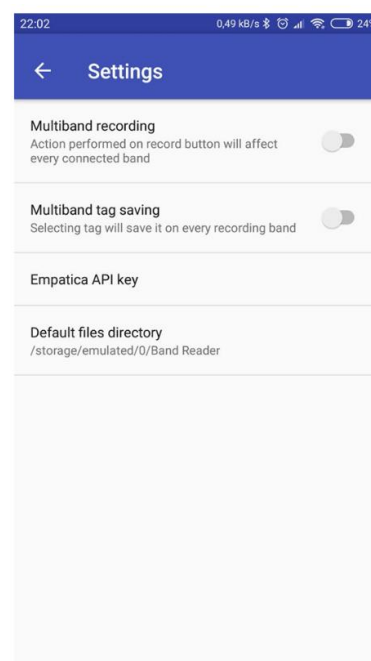 22:02 0,49 kB/s 24%
Settings
Multiband recording
Action performed on record button will affect
every connected band
Multiband tag saving
Selecting tag will save it on every recording band
Empatica API key
Default files directory
/storage/emulated/0/Band Reader